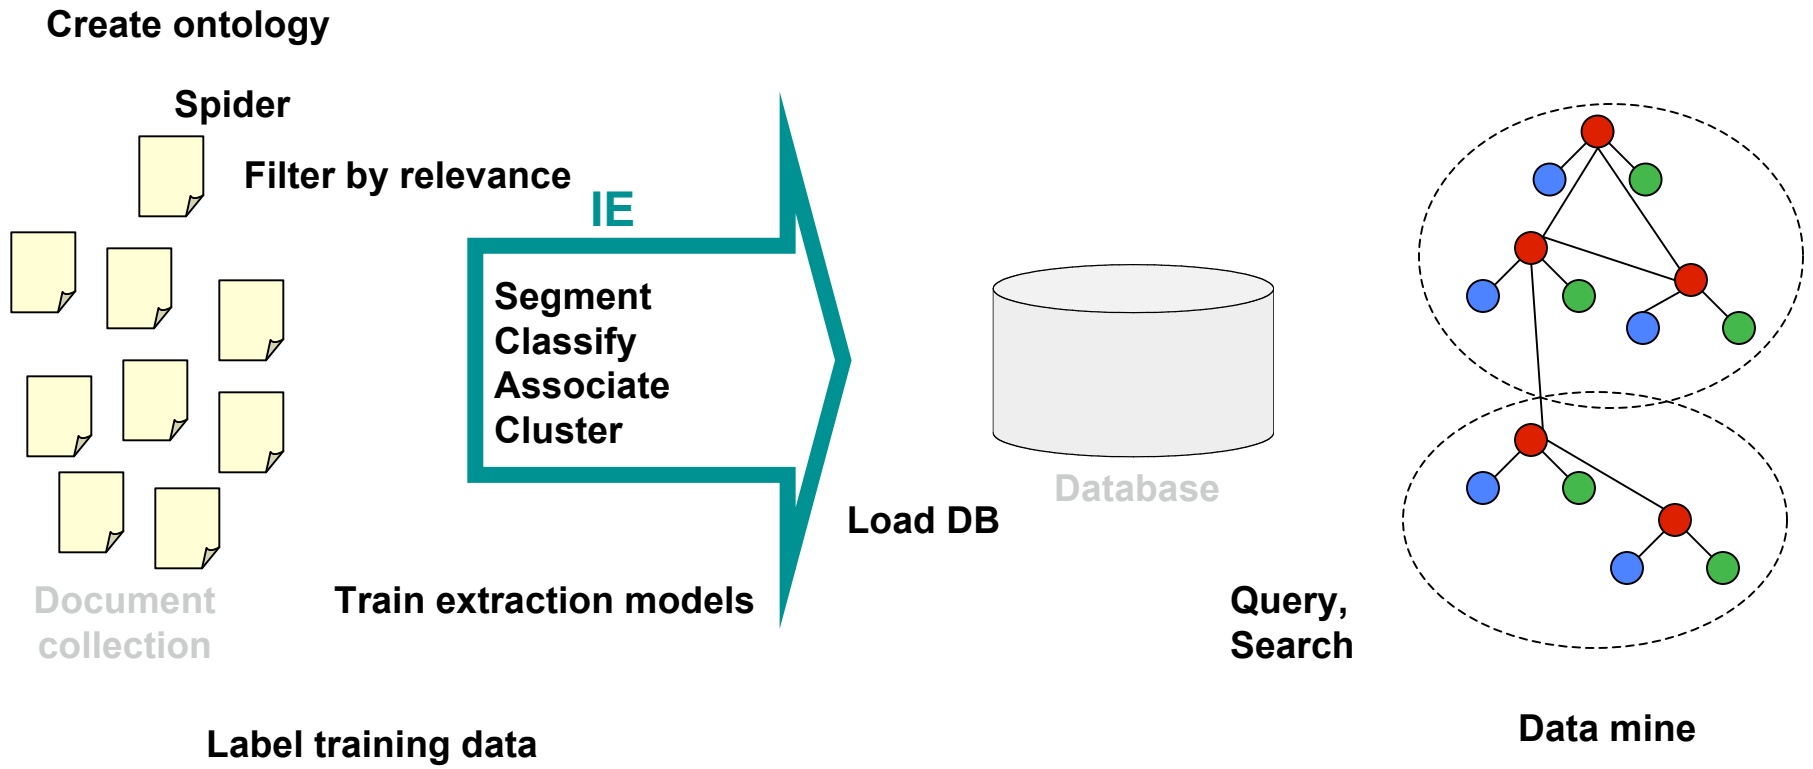 Create ontology
Spider
Filter by relevance
IE
Segment
Classify
Associate
Cluster
Database
Load DB
Document
collection
Train extraction models
Query,
Search
Label training data
Data mine